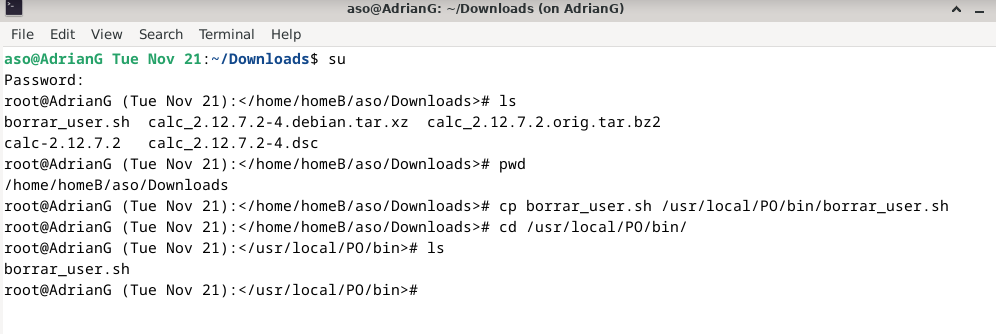 aso@AdrianG: ~/Downloads (on AdrianG)
File Edit View Search Terminal Help
aso@AdrianG Tue Nov 21:~/Downloads$ su
Password:
root@AdrianG (Tue Nov 21):</home/homeB/aso/Downloads># ls
borrar_user.sh  calc_2.12.7.2-4.debian.tar.xz  calc_2.12.7.2.orig.tar.bz2
calc-2.12.7.2   calc_2.12.7.2-4.dsc
root@AdrianG (Tue Nov 21):</home/homeB/aso/Downloads># pwd
/home/homeB/aso/Downloads
root@AdrianG (Tue Nov 21):</home/homeB/aso/Downloads># cp borrar_user.sh /usr/local/PO/bin/borrar_user.sh
root@AdrianG (Tue Nov 21):</home/homeB/aso/Downloads># cd /usr/local/PO/bin/
root@AdrianG (Tue Nov 21):</usr/local/PO/bin># ls
borrar_user.sh
root@AdrianG (Tue Nov 21):</usr/local/PO/bin>#